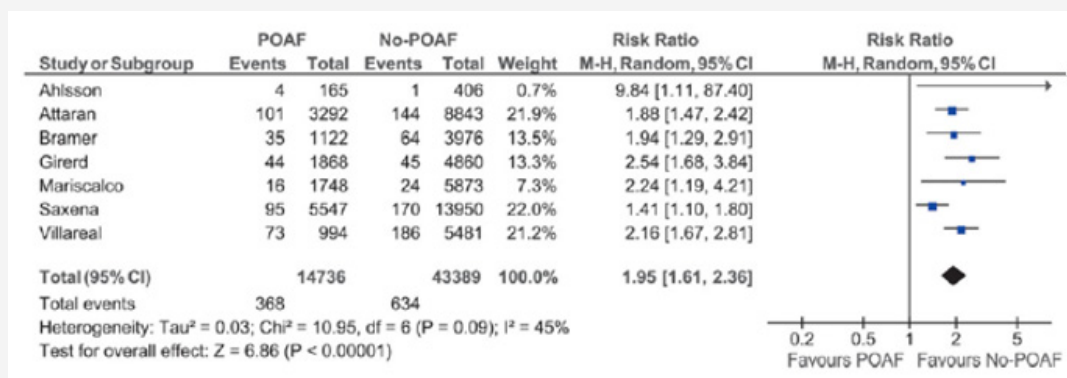 POAF No-POAF Risk Ratio Risk Ratio
Study or Subgroup Events Total Events Total Weight M-H, Random, 95% CI M-H, Random, 95% CI
Ahlsson 4 165 1 406 0.7% 9.84 [1.11, 87.40]
Attaran 101 3292 144 8843 21.9% 1.88 [1.47, 2.42]
Bramer 35 1122 64 3976 13.5% 1.94 [1.29, 2.91]
Girerd 44 1868 45 4860 13.3% 2.54 [1.68, 3.84]
Mariscalco 16 1748 24 5873 7.3% 2.24 [1.19, 4.21]
Saxena 95 5547 170 13950 22.0% 1.41 [1.10, 1.80]
Villareal 73 994 186 5481 21.2% 2.16 [1.67, 2.81]
Total (95% CI) 14736 43389 100.0% 1.95 [1.61, 2.36]
Total events 368 634
Heterogeneity: Tau² = 0.03; Chi² = 10.95, df = 6 (P = 0.09); I² = 45%
Test for overall effect: Z = 6.86 (P < 0.00001)
0.2 0.5 1 2 5
Favours POAF Favours No-POAF